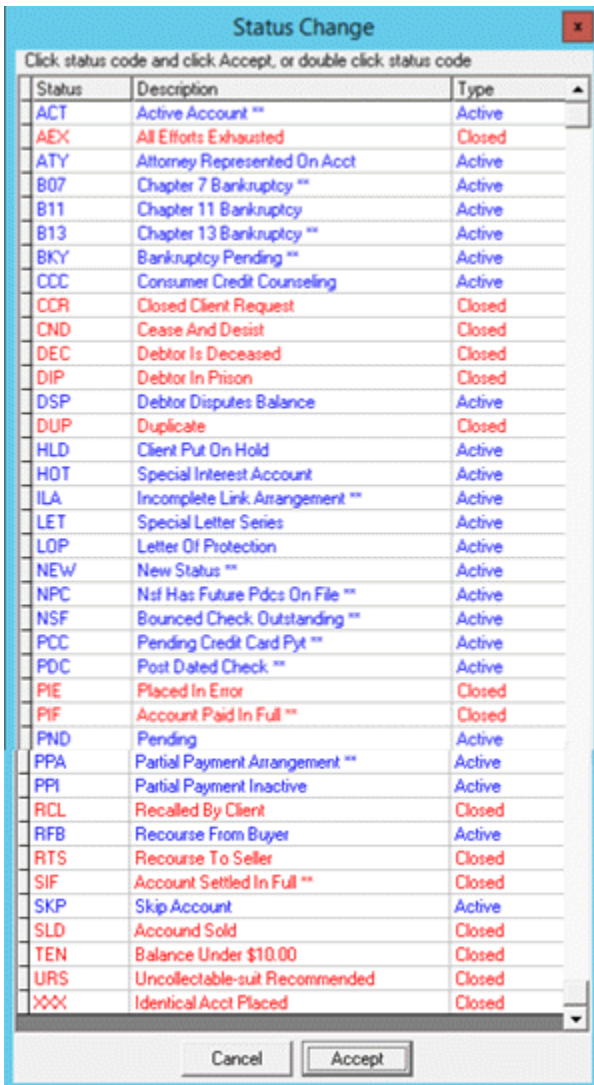 Status Change
x
Click status code and click Accept, or double click status code
Status Description Type
ACT Active Account ** Active
AEX All Efforts Exhausted Closed
ATY Attorney Represented On Acct Active
B07 Chapter 7 Bankruptcy ** Active
B11 Chapter 11 Bankruptcy Active
B13 Chapter 13 Bankruptcy ** Active
BKY Bankruptcy Pending ** Active
CCC Consumer Credit Counseling Active
CCR Closed Client Request Closed
CND Cease And Desist Closed
DEC Debtor Is Deceased Closed
DIP Debtor In Prison Closed
DSP Debtor Disputes Balance Active
DUP Duplicate Closed
HLD Client Put On Hold Active
HOT Special Interest Account Active
ILA Incomplete Link Arrangement ** Active
LET Special Letter Series Active
LOP Letter Of Protection Active
NEW New Status ** Active
NPC Nsf Has Future Pdcs On File ** Active
NSF Bounced Check Outstanding ** Active
PCC Pending Credit Card Pyt ** Active
PDC Post Dated Check ** Active
PIE Placed In Error Closed
PIF Account Paid In Full ** Closed
PND Pending Active
PPA Partial Payment Arrangement ** Active
PPI Partial Payment Inactive Active
RCL Recalled By Client Closed
RFB Recourse From Buyer Active
RTS Recourse To Seller Closed
SIF Account Settled In Full ** Closed
SKP Skip Account Active
SLD Accound Sold Closed
TEN Balance Under $10.00 Closed
URS Uncollectable-suit Recommended Closed
XXX Identical Acct Placed Closed
Cancel Accept